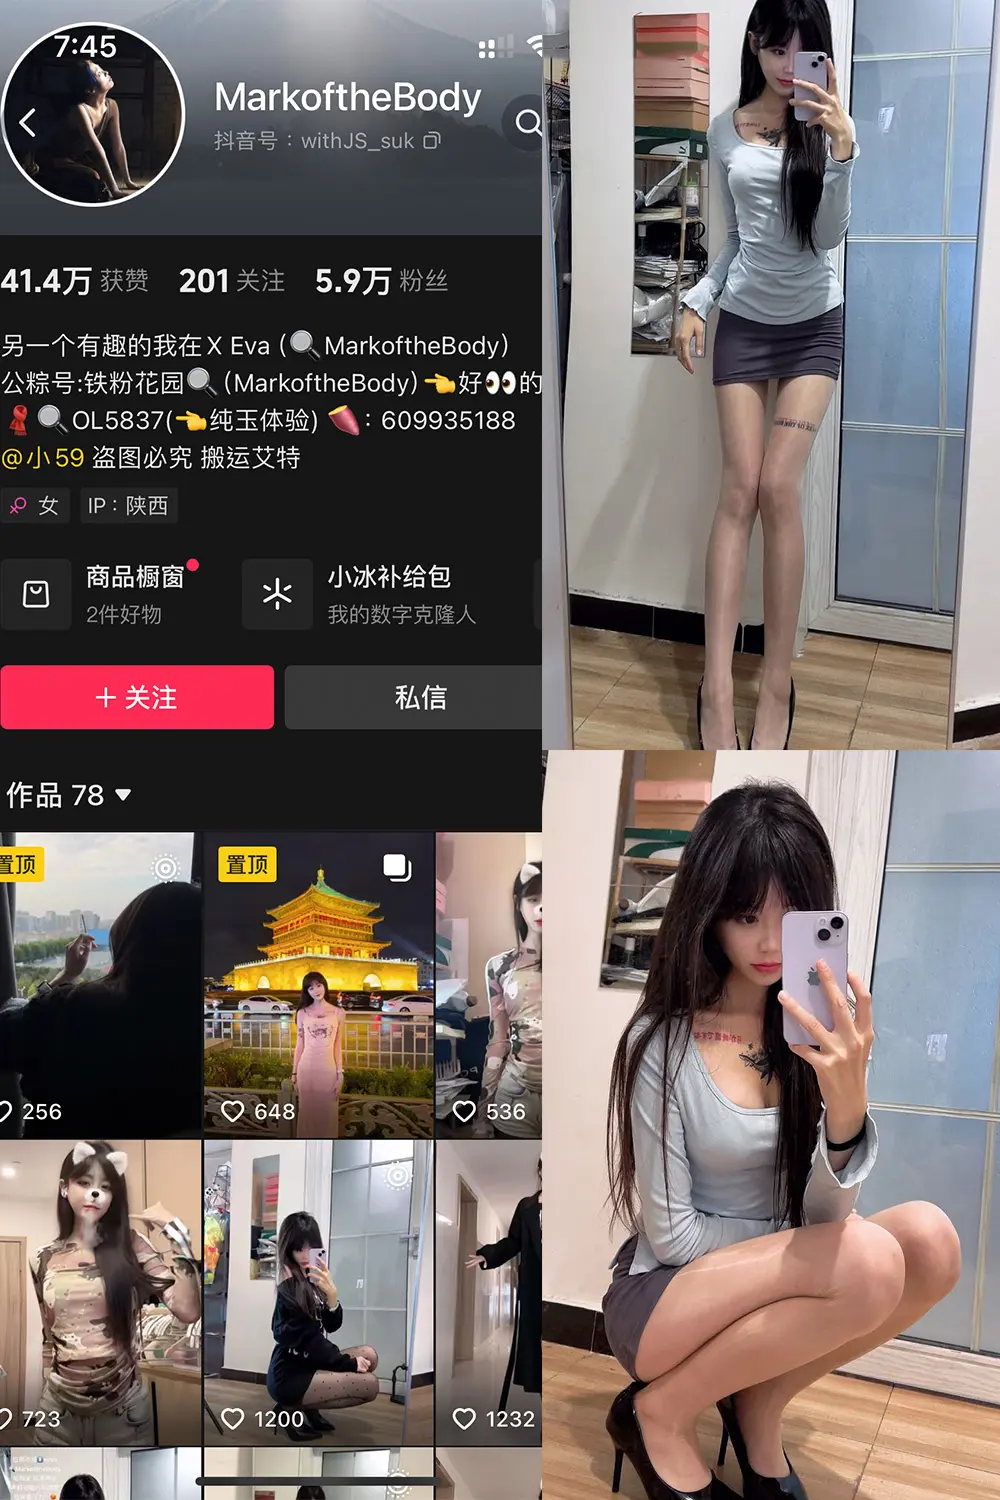 7:45
MarkoftheBody
抖音号：withJS_suk
41.4万 获赞 201 关注 5.9万 粉丝
另一个有趣的我在X Eva (🔍MarkoftheBody)
公粽号:铁粉花园🔍(MarkoftheBody)👈好👀的
🧣🔍OL5837(👈纯玉体验) 🍠: 609935188
@小59 盗图必究 搬运艾特
女 IP：陕西
商品橱窗
2件好物
小冰补给包
我的数字克隆人
+ 关注
私信
作品 78
置顶
置顶
256
648
536
723
1200
1232